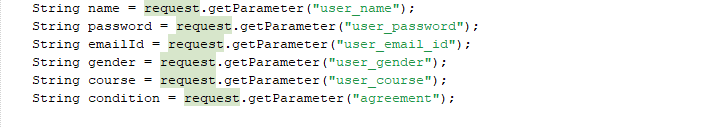 String name = request.getParameter("user_name");
String password = request.getParameter("user_password");
String emailId = request.getParameter("user_email_id");
String gender = request.getParameter("user_gender");
String course = request.getParameter("user_course");
String condition = request.getParameter("agreement");